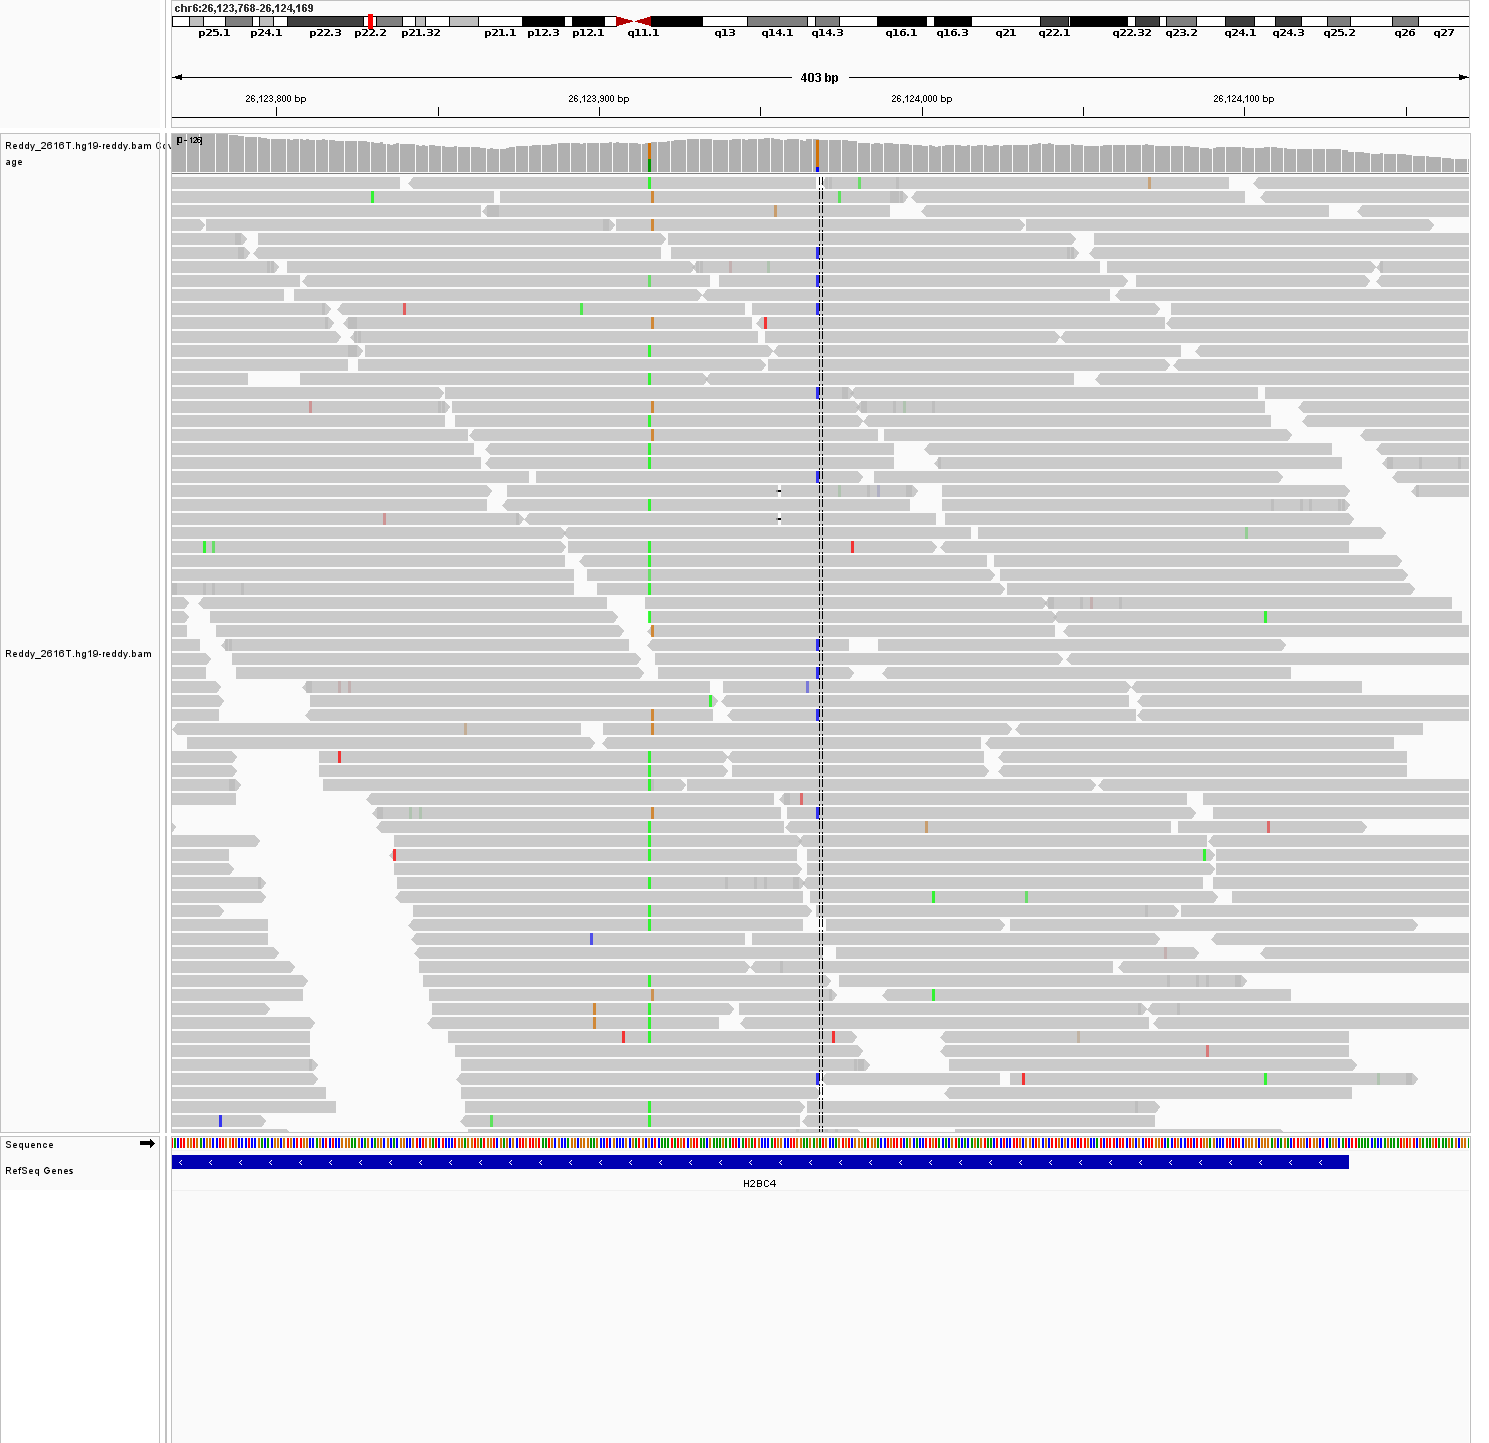 chr6:26,123,768-26,124,169
p25.1 p24.1 p22.3 p22.2 p21.32 p21.1 p12.3 p12.1 q11.1 q13 q14.1 q14.3 q16.1 q16.3 q21 q22.1 q22.32 q23.2 q24.1 q24.3 q25.2 q26 q27
403 bp
26,123,800 bp 26,123,900 bp 26,124,000 bp 26,124,100 bp
Reddy_2616T.hg19-reddy.bam Cov
age
[0 - 126]
Reddy_2616T.hg19-reddy.bam
Sequence
RefSeq Genes
H2BC4